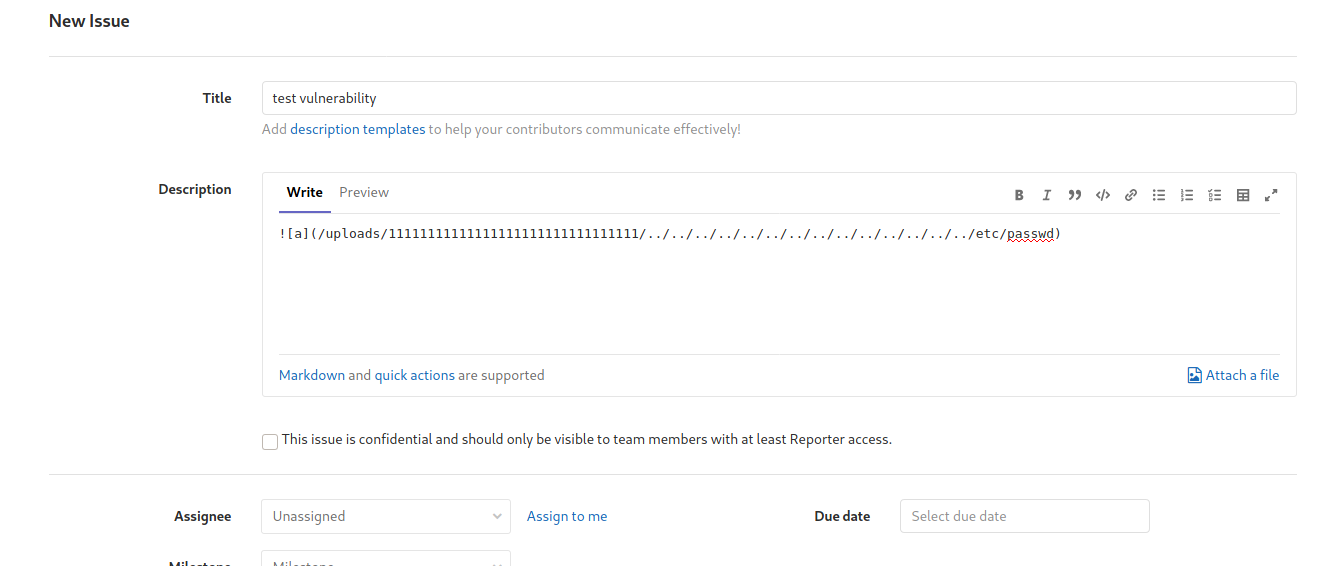 New Issue
Title
test vulnerability
Add description templates to help your contributors communicate effectively!
Description
Write Preview
![a](/uploads/11111111111111111111111111111111/../../../../../../../../../../../../../../etc/passwd)
Markdown and quick actions are supported
Attach a file
This issue is confidential and should only be visible to team members with at least Reporter access.
Assignee
Unassigned
Assign to me
Due date
Select due date
Milestone
Milestone